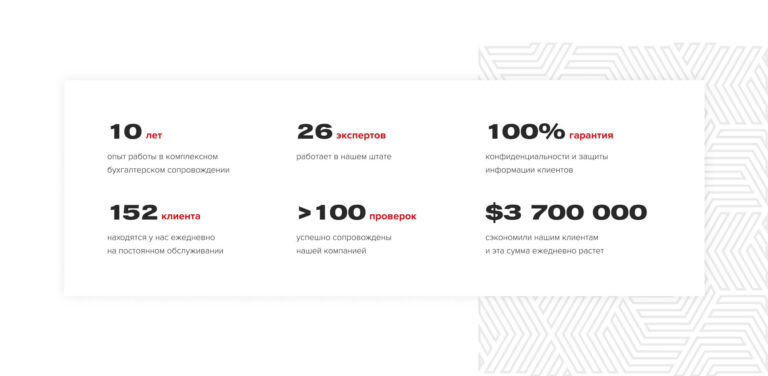 10 лет
опыт работы в комплексном
бухгалтерском сопровождении
26 экспертов
работает в нашем штате
100% гарантия
конфиденциальности и защиты
информации клиентов
152 клиента
находятся у нас ежедневно
на постоянном обслуживании
>100 проверок
успешно сопровождены
нашей компанией
$3 700 000
сэкономили нашим клиентам
и эта сумма ежедневно растет